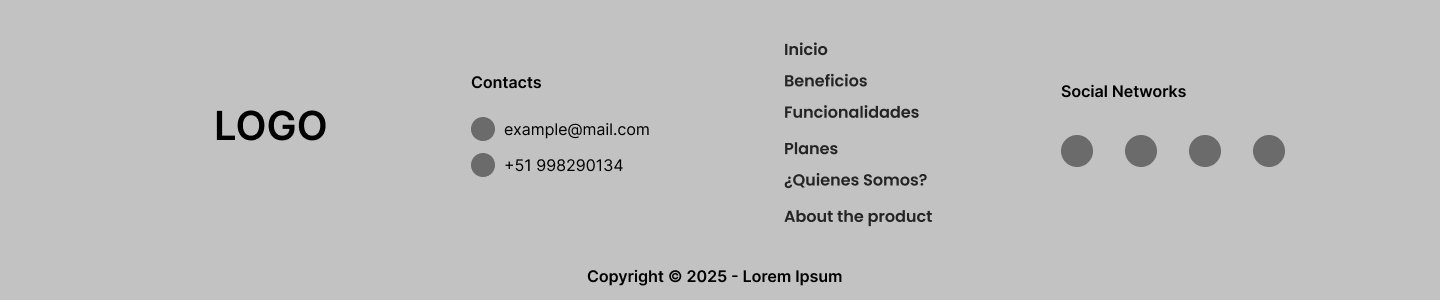 LOGO
Contacts
example@mail.com
+51 998290134
Inicio
Beneficios
Funcionalidades
Planes
¿Quienes Somos?
About the product
Social Networks
Copyright © 2025 - Lorem Ipsum